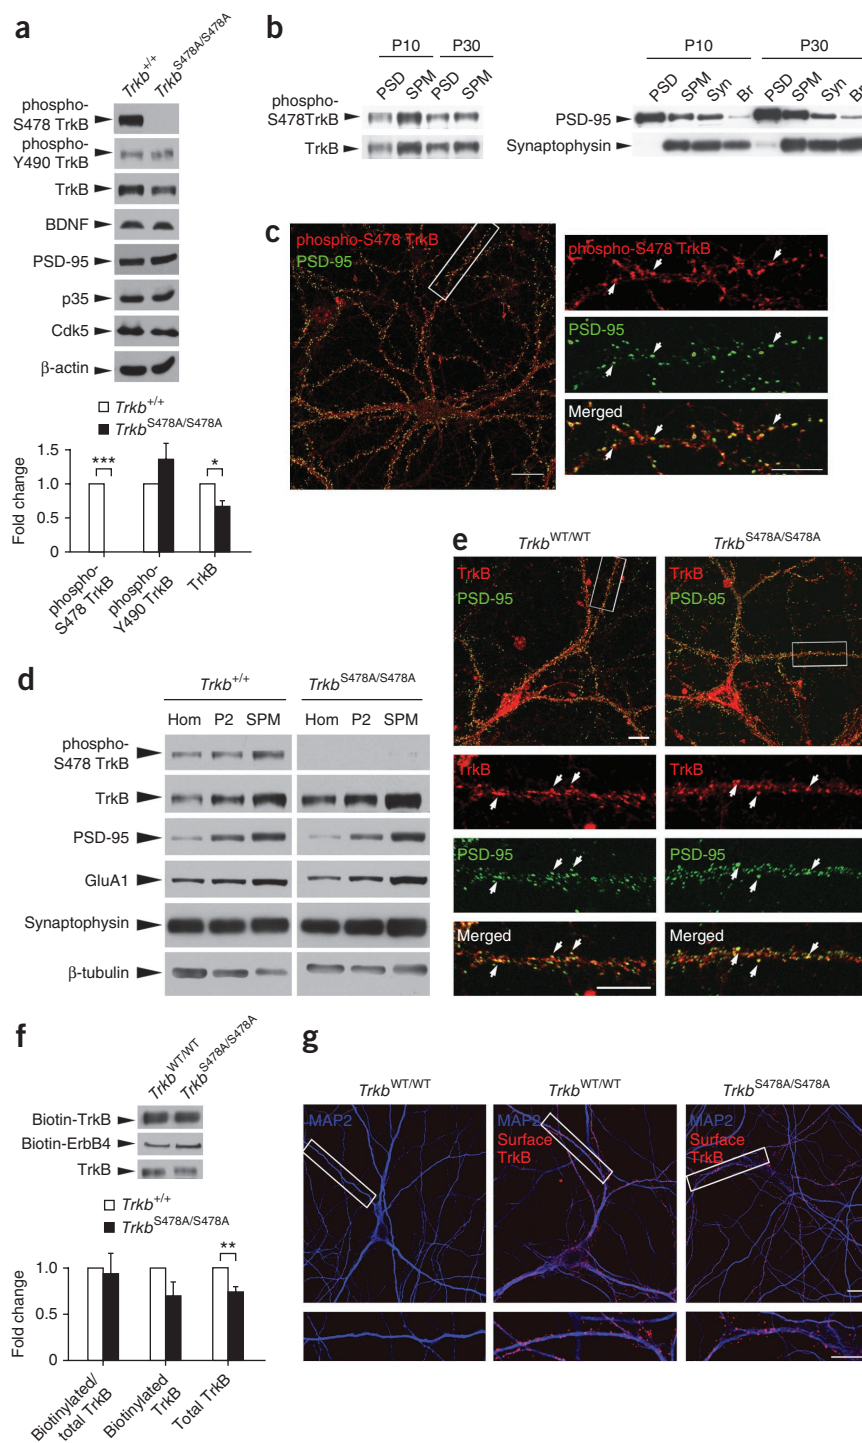 a
Trkb+/+
TrkbS478A/S478A
phospho-
S478 TrkB
phospho-
Y490 TrkB
TrkB
BDNF
PSD-95
p35
Cdk5
β-actin
Trkb+/+
TrkbS478A/S478A
Fold change
1.5
1.0
0.5
0
***
*
phospho-
S478 TrkB
phospho-
Y490 TrkB
TrkB
b
P10
P30
PSD
SPM
PSD
SPM
phospho-
S478TrkB
TrkB
P10
P30
PSD
SPM
Syn
Br
PSD
SPM
Syn
Br
PSD-95
Synaptophysin
c
phospho-S478 TrkB
PSD-95
phospho-S478 TrkB
PSD-95
Merged
d
Trkb+/+
TrkbS478A/S478A
Hom P2 SPM
Hom P2 SPM
phospho-
S478 TrkB
TrkB
PSD-95
GluA1
Synaptophysin
β-tubulin
e
TrkbWT/WT
TrkbS478A/S478A
TrkB
PSD-95
TrkB
PSD-95
TrkB
TrkB
PSD-95
PSD-95
Merged
Merged
f
TrkbWT/WT
TrkbS478A/S478A
Biotin-TrkB
Biotin-ErbB4
TrkB
Trkb+/+
TrkbS478A/S478A
Fold change
1.0
0.5
0
**
Biotinylated/
total TrkB
Biotinylated
TrkB
Total TrkB
g
TrkbWT/WT
TrkbWT/WT
TrkbS478A/S478A
MAP2
MAP2
Surface
TrkB
MAP2
Surface
TrkB